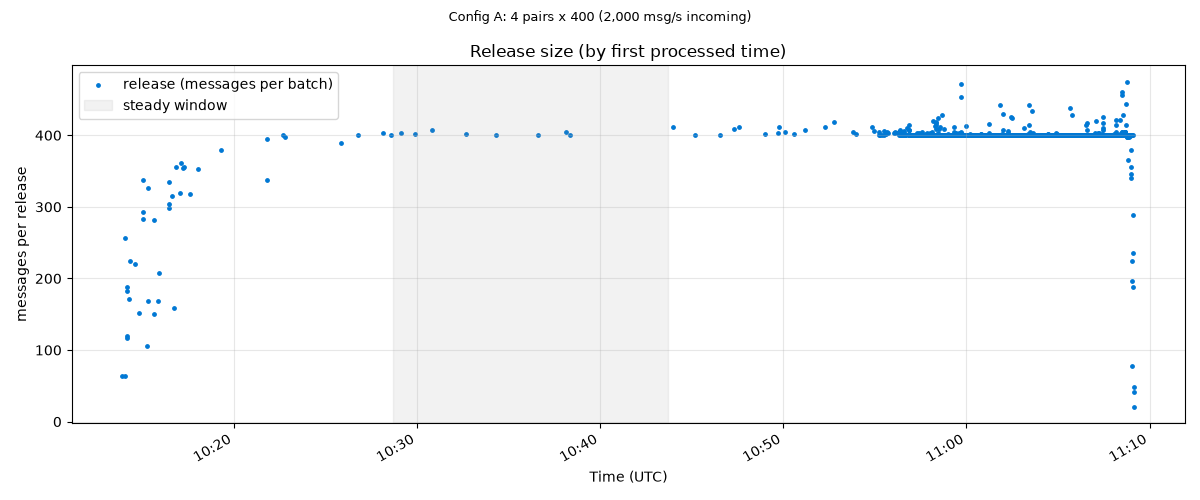 Config A: 4 pairs x 400 (2,000 msg/s incoming)
Release size (by first processed time)
release (messages per batch)
steady window
messages per release
400
300
200
100
0
10:20
10:30
10:40
10:50
11:00
11:10
Time (UTC)